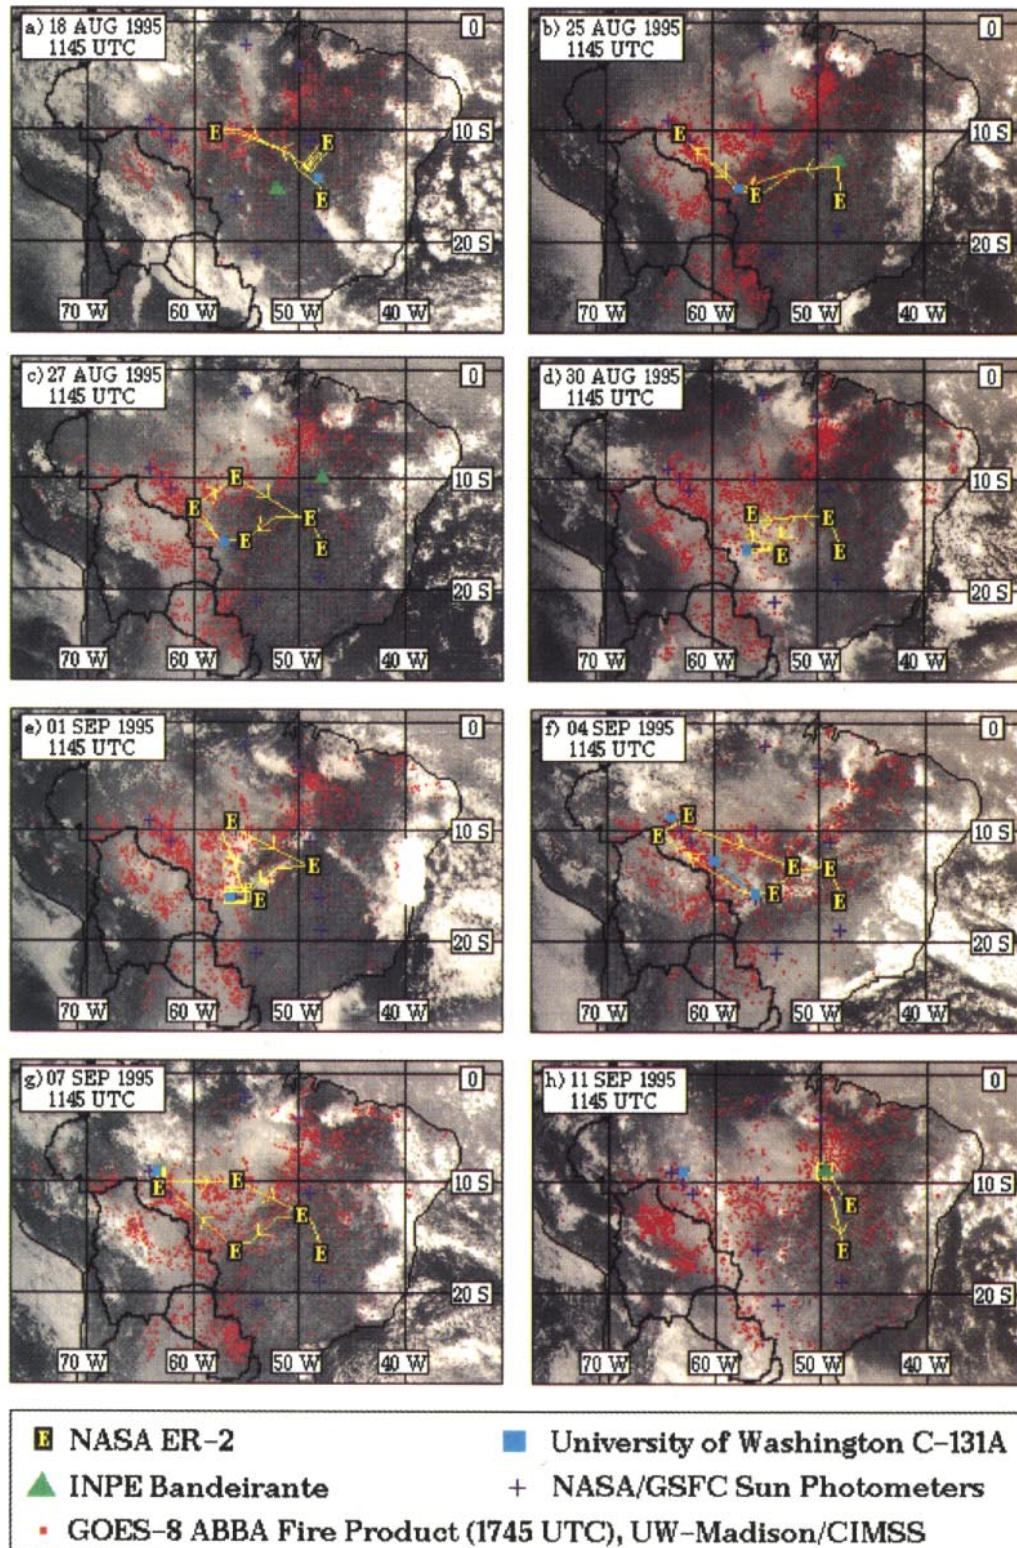 a) 18 AUG 1995
1145 UTC
0
E
E
E
10 S
20 S
70 W
60 W
50 W
40 W
b) 25 AUG 1995
1145 UTC
0
E
E
E
10 S
20 S
70 W
60 W
50 W
40 W
c) 27 AUG 1995
1145 UTC
0
E
E
E
E
E
10 S
20 S
70 W
60 W
50 W
40 W
d) 30 AUG 1995
1145 UTC
0
E
E
E
E
10 S
20 S
70 W
60 W
50 W
40 W
e) 01 SEP 1995
1145 UTC
0
E
E
E
10 S
20 S
70 W
60 W
50 W
40 W
f) 04 SEP 1995
1145 UTC
0
E
E
E
E
E
E
10 S
20 S
70 W
60 W
50 W
40 W
g) 07 SEP 1995
1145 UTC
0
E
E
E
E
E
10 S
20 S
70 W
60 W
50 W
40 W
h) 11 SEP 1995
1145 UTC
0
E
E
10 S
20 S
70 W
60 W
50 W
40 W
E NASA ER-2
University of Washington C-131A
INPE Bandeirante
NASA/GSFC Sun Photometers
GOES-8 ABBA Fire Product (1745 UTC), UW-Madison/CIMSS